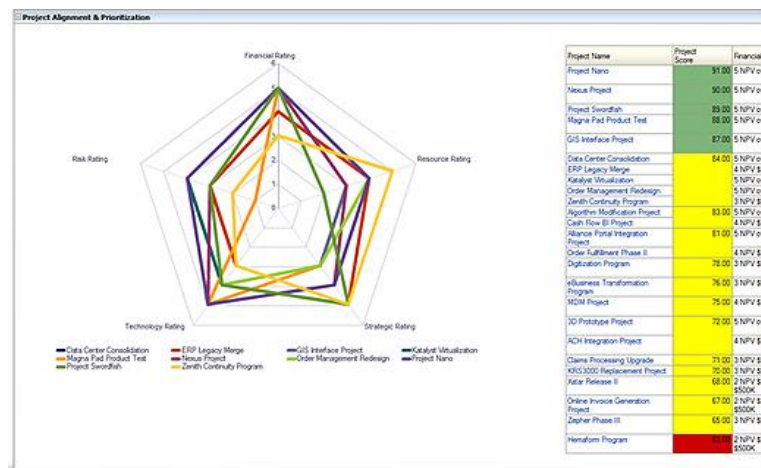 Project Alignment & Prioritization
Financial Rating
6
3
2
1
0
Resource Rating
Strategic Rating
Technology Rating
Risk Rating
Data Center Consolidation
ERP Legacy Merge
GIS Interface Project
Katalyst Virtualization
Magna Pad Product Test
Nexus Project
Order Management Redesign
Project Nano
Project Swordfish
Zenith Continuity Program
Project Name
Project
Score
Financial
Project Nano 91.00 5 NPV o
Nexus Project 90.00 5 NPV o
Project Swordfish 89.00 5 NPV o
Magna Pad Product Test 88.00 5 NPV o
GIS Interface Project 87.00 5 NPV o
Data Center Consolidation 84.00 5 NPV o
ERP Legacy Merge 4 NPV $
Katalyst Virtualization 5 NPV o
Order Management Redesign 5 NPV o
Zenith Continuity Program 3 NPV $
Algorithm Modification Project 83.00 5 NPV o
Cash Flow BI Project 4 NPV $
Alliance Portal Integration 81.00 5 NPV o
Project
Order Fulfillment Phase II 4 NPV $
Digitization Program 78.00 3 NPV $
eBusiness Transformation 76.00 3 NPV $
Program
MDM Project 75.00 4 NPV $
3D Prototype Project 72.00 5 NPV o
ACH Integration Project 4 NPV $
Claims Processing Upgrade 71.00 3 NPV $
KRS3000 Replacement Project 70.00 3 NPV $
Xstar Release II 68.00 2 NPV $
$500K
Online Invoice Generation 67.00 2 NPV $
Project $500K
Zepher Phase III 65.00 3 NPV $
Hemaform Program 2 NPV $
$500K